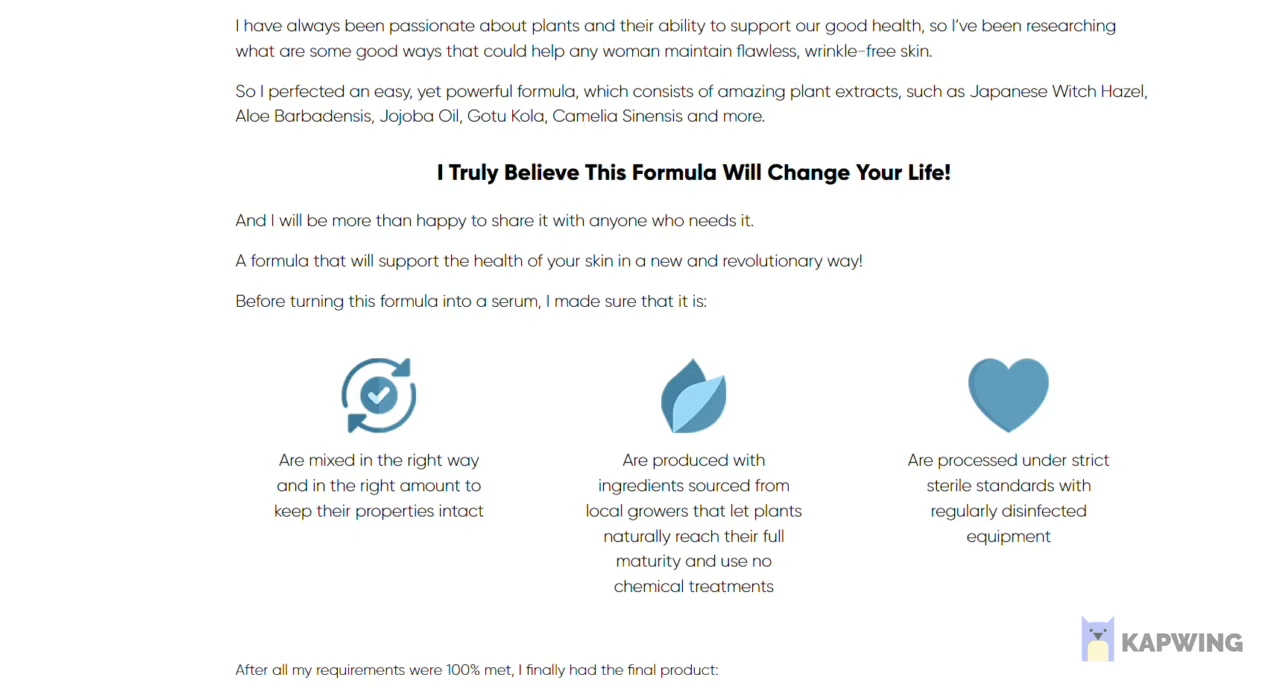 I have always been passionate about plants and their ability to support our good health, so I've been researching
what are some good ways that could help any woman maintain flawless, wrinkle-free skin.
So I perfected an easy, yet powerful formula, which consists of amazing plant extracts, such as Japanese Witch Hazel,
Aloe Barbadensis, Jojoba Oil, Gotu Kola, Camelia Sinensis and more.
I Truly Believe This Formula Will Change Your Life!
And I will be more than happy to share it with anyone who needs it.
A formula that will support the health of your skin in a new and revolutionary way!
Before turning this formula into a serum, I made sure that it is:
Are mixed in the right way
and in the right amount to
keep their properties intact
Are produced with
ingredients sourced from
local growers that let plants
naturally reach their full
maturity and use no
chemical treatments
Are processed under strict
sterile standards with
regularly disinfected
equipment
KAPWING
After all my requirements were 100% met, I finally had the final product: